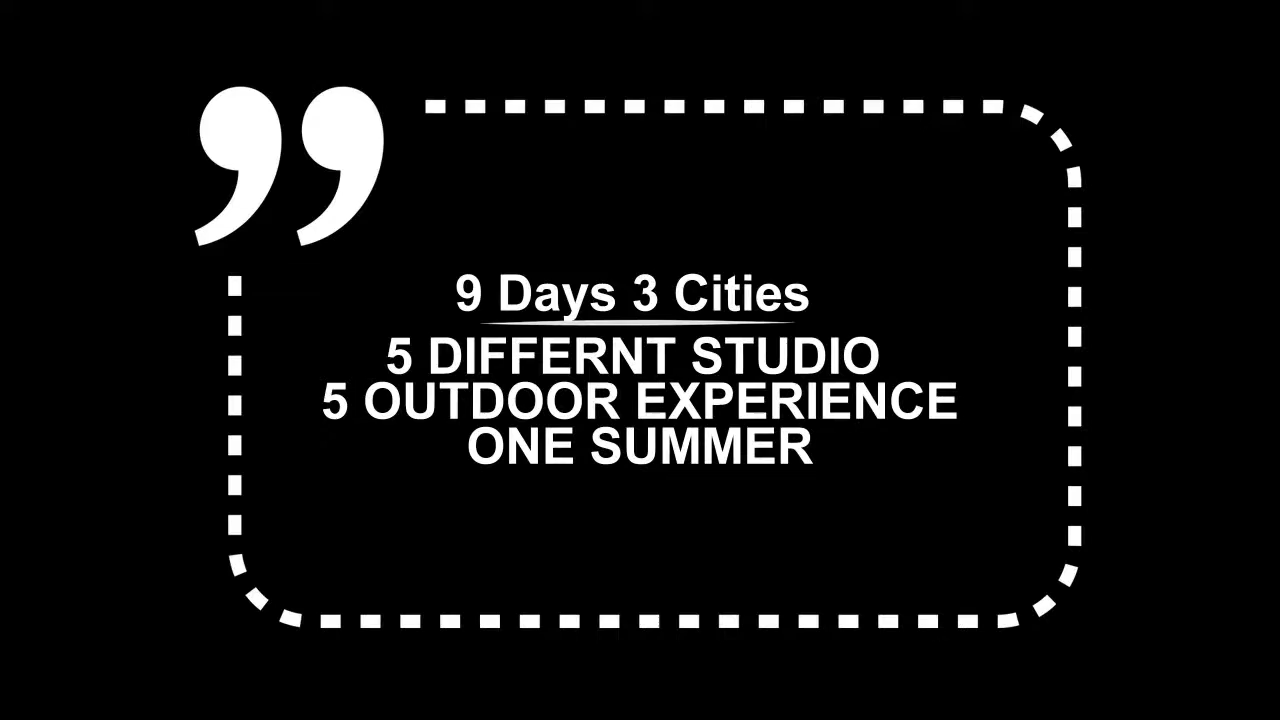 9 Days 3 Cities
5 DIFFERNT STUDIO
5 OUTDOOR EXPERIENCE
ONE SUMMER